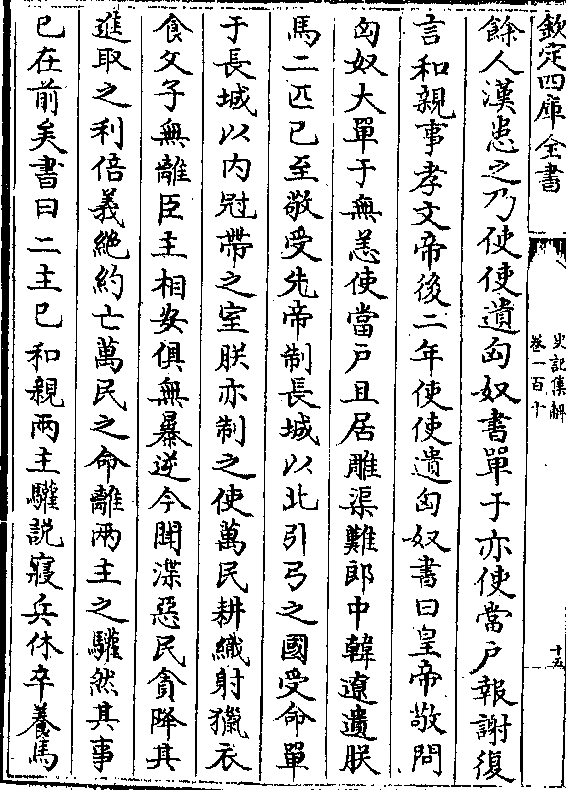 欽定四庫全書
史記集解
卷一百十
十五
餘人漢患之乃使使遺匈奴書單于亦使當户報謝復
言和親事孝文帝後二年使使遺匈奴書曰皇帝敬問
匈奴大單于無恙使當户且居雕渠難郎中韓遼遺朕
馬二匹已至敬受先帝制長城以北引弓之國受命單
于長城以内冠帶之室朕亦制之使萬民耕織射獵衣
食父子無離臣主相安俱無暴逆今聞渫惡民貪降其
進取之利倍義絶約亡萬民之命離兩主之驩然其事
已在前矣書曰二主已和親兩主驩説寢兵休卒養馬